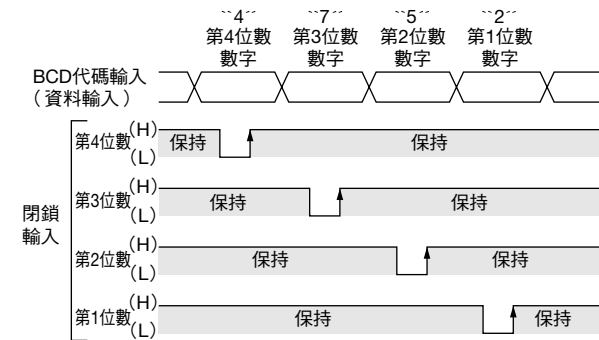 “4” “7” “5” “2”
第4位數 第3位數 第2位數 第1位數
數字 數字 數字 數字
BCD代碼輸入
（資料輸入）
閉鎖
輸入
第4位數 (H) 保持 保持
(L)
第3位數 (H) 保持 保持
(L)
第2位數 (H) 保持 保持
(L)
第1位數 (H) 保持 保持
(L)